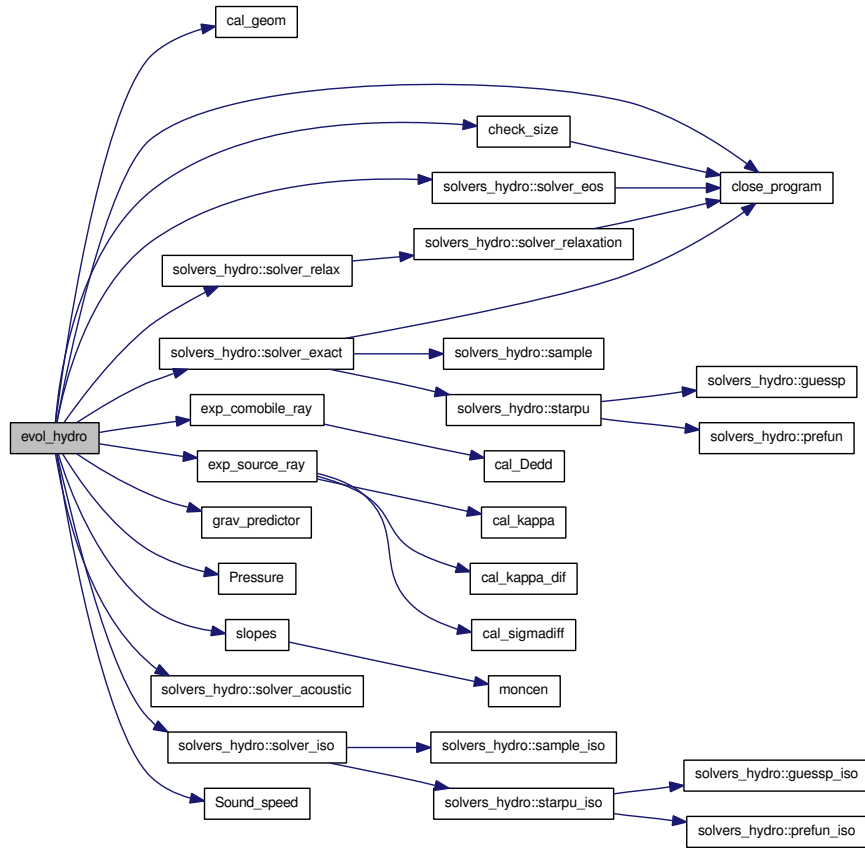 cal_geom
check_size
close_program
solvers_hydro::solver_eos
solvers_hydro::solver_relaxation
solvers_hydro::solver_relax
solvers_hydro::solver_exact
solvers_hydro::sample
solvers_hydro::guessp
solvers_hydro::starpu
exp_comobile_ray
evol_hydro
solvers_hydro::prefun
exp_source_ray
cal_Dedd
grav_predictor
cal_kappa
Pressure
cal_kappa_dif
slopes
cal_sigmadiff
solvers_hydro::solver_acoustic
moncen
solvers_hydro::solver_iso
solvers_hydro::sample_iso
solvers_hydro::guessp_iso
Sound_speed
solvers_hydro::starpu_iso
solvers_hydro::prefun_iso